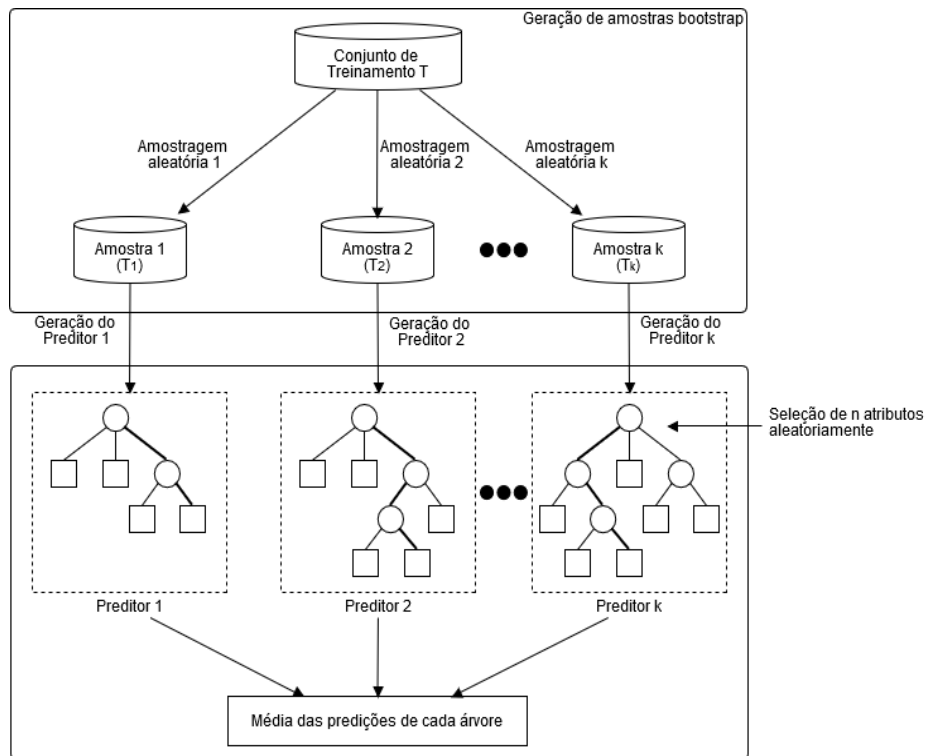 Geração de amostras bootstrap
Conjunto de
Treinamento T
Amostragem
aleatória 1
Amostragem
aleatória 2
Amostragem
aleatória k
Amostra 1
(T1)
Amostra 2
(T2)
Amostra k
(Tk)
Geração do
Preditor 1
Geração do
Preditor 2
Geração do
Preditor k
Seleção de n atributos
aleatoriamente
Preditor 1
Preditor 2
Preditor k
Média das predições de cada árvore